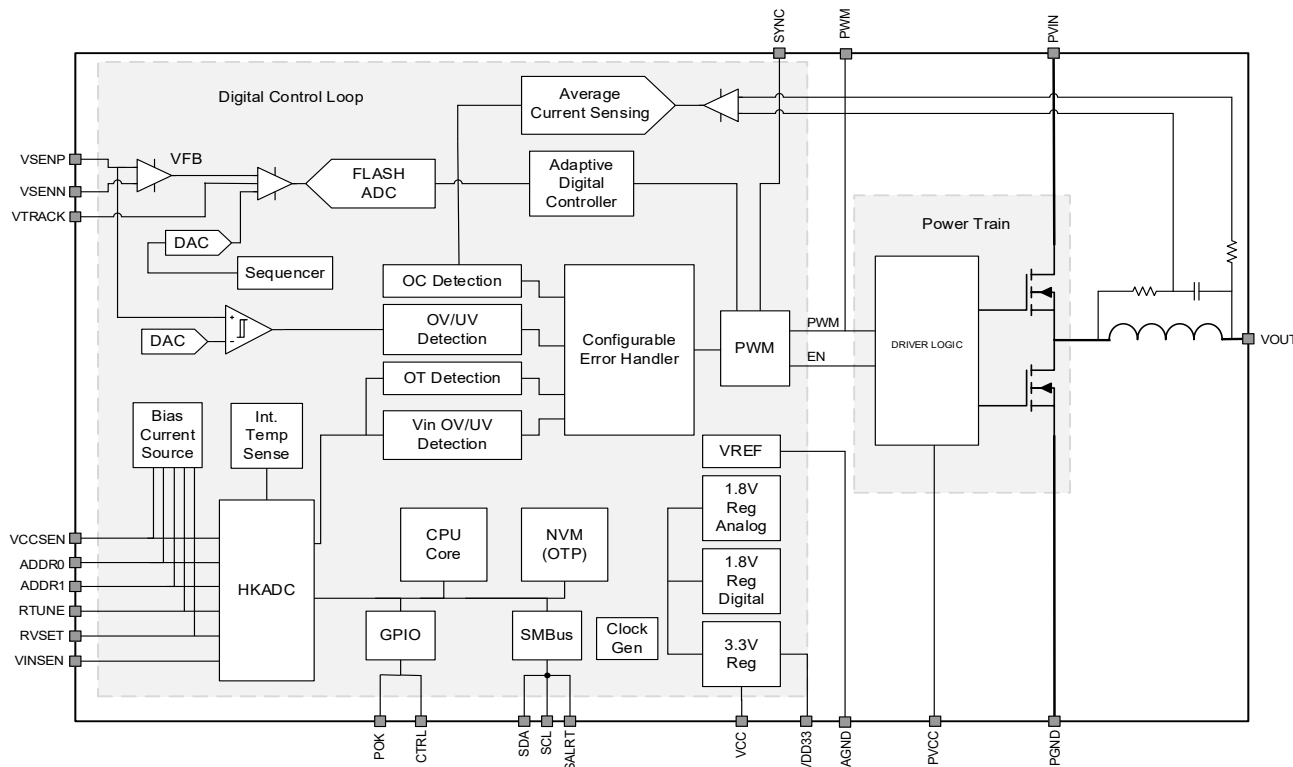 SYNC
PWM
PVIN
Digital Control Loop
Average
Current Sensing
VSENP
VSENN
VTRACK
VFB
FLASH
ADC
Adaptive
Digital
Controller
DAC
Sequencer
Power Train
OC Detection
OV/UV
Detection
OT Detection
Vin OV/UV
Detection
Configurable
Error Handler
PWM
PWM
EN
DRIVER LOGIC
VOUT
DAC
+
-
Bias
Current
Source
Int.
Temp
Sense
VREF
1.8V
Reg
Analog
1.8V
Reg
Digital
3.3V
Reg
VCCSEN
ADDR0
ADDR1
RTUNE
RVSET
VINSEN
HKADC
CPU
Core
NVM
(OTP)
GPIO
SMBus
Clock
Gen
POK
CTRL
SDA
SCL
SALRT
VCC
VDD33
AGND
PVCC
PGND